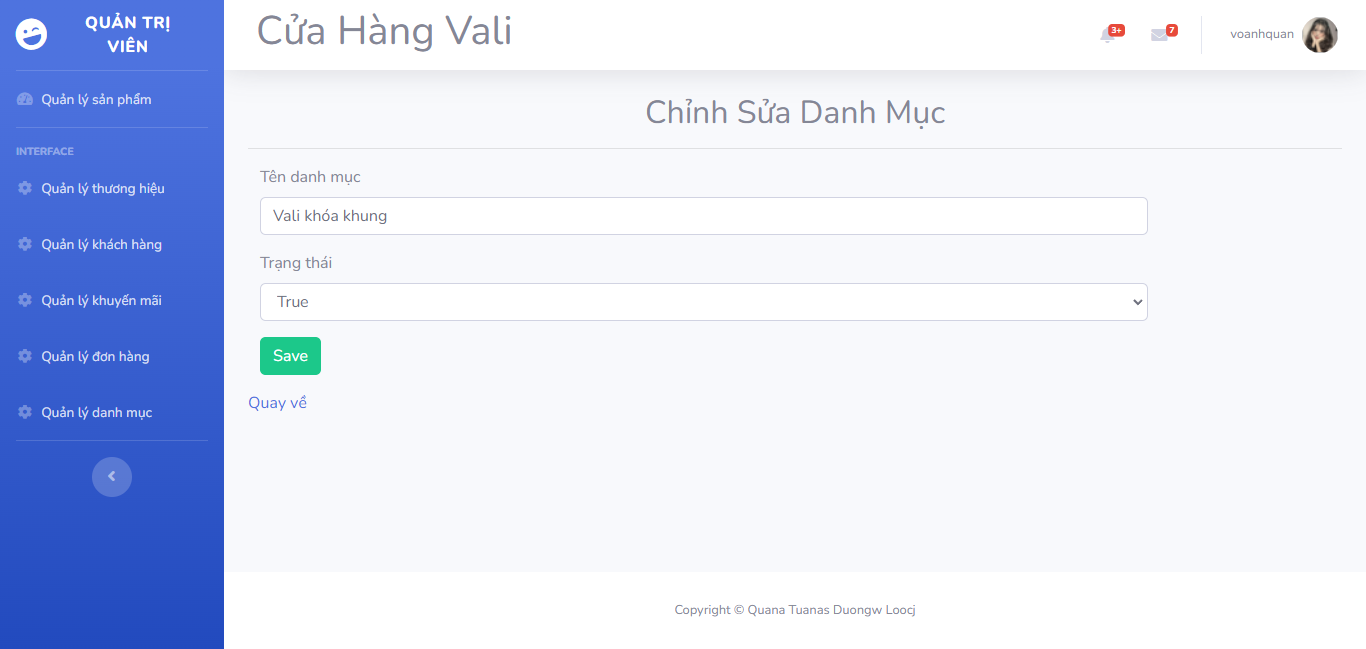 QUẢN TRỊ
VIÊN
Quản lý sản phẩm
INTERFACE
Quản lý thương hiệu
Quản lý khách hàng
Quản lý khuyến mãi
Quản lý đơn hàng
Quản lý danh mục
Cửa Hàng Vali
3+
7
voanhquan
Chỉnh Sửa Danh Mục
Tên danh mục
Vali khóa khung
Trạng thái
True
Save
Quay về
Copyright © Quana Tuanas Duongw Loocj